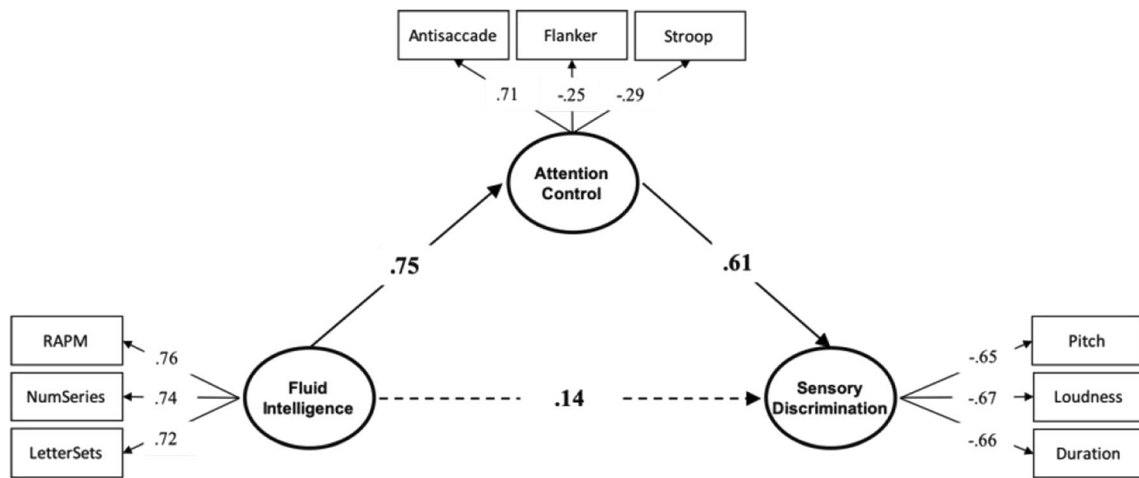 Antisaccade
Flanker
Stroop
.71
-.25
-.29
Attention
Control
.75
.61
RAPM
NumSeries
LetterSets
.76
.74
.72
Fluid
Intelligence
.14
Sensory
Discrimination
-.65
-.67
-.66
Pitch
Loudness
Duration